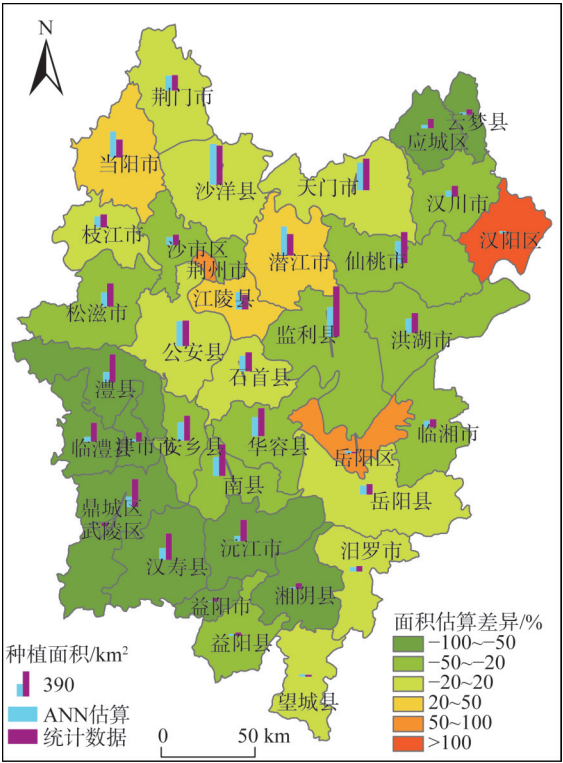 N
荆门市
云梦县
应城区
当阳市
沙洋县
天门市
汉川市
枝江市
沙市区
汉阳区
荆州市
潜江市
仙桃市
江陵县
松滋市
监利县
洪湖市
公安县
石首县
澧县
临澧县
津市市
安乡县
华容县
临湘市
岳阳区
南县
岳阳县
鼎城区
武陵区
沅江市
汨罗市
汉寿县
益阳市
湘阴县
益阳县
望城县
种植面积/km²
390
ANN估算
统计数据
0 50 km
面积估算差异/%
−100~−50
−50~−20
−20~20
20~50
50~100
>100